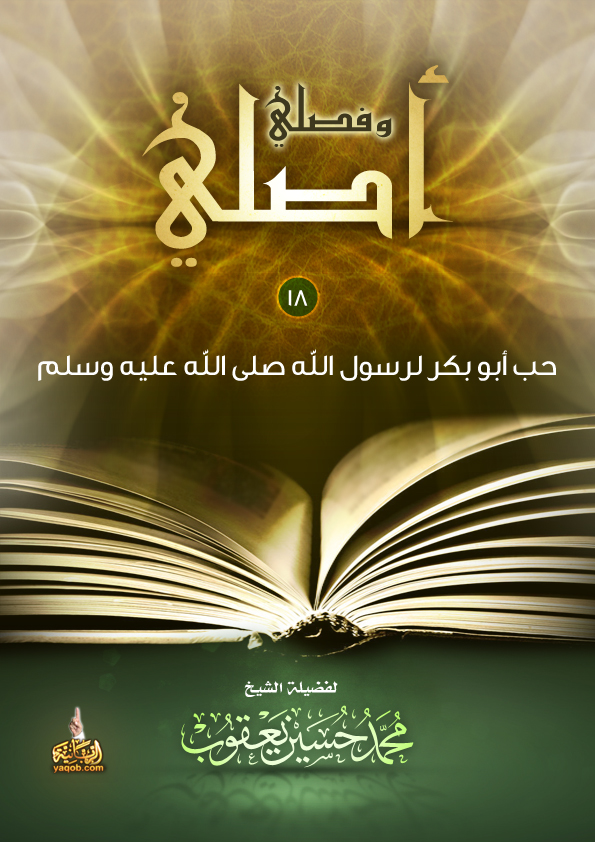 أصلي
وفصلي
١٨
حب أبو بكر لرسول الله صلى الله عليه وسلم
لفضيلة الشيخ
محمد حسين يعقوب
الربانية
yaqob.com